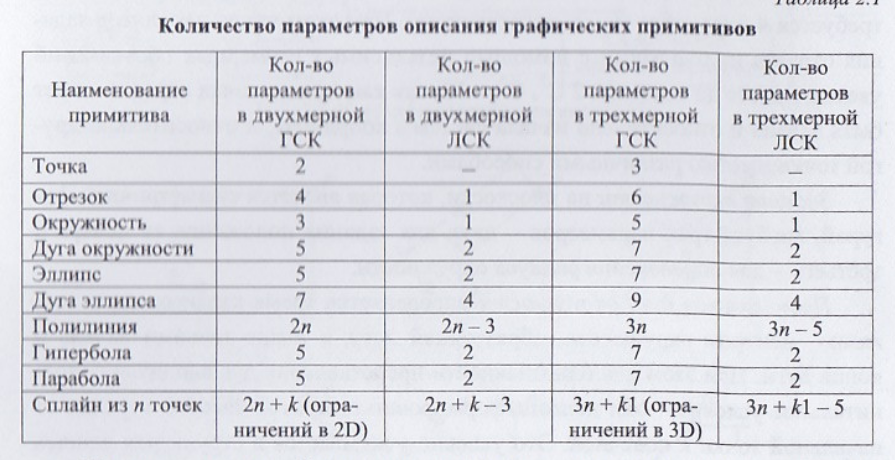 Таблица 2.1
Количество параметров описания графических примитивов
Наименование примитива | Кол-во параметров в двухмерной ГСК | Кол-во параметров в двухмерной ЛСК | Кол-во параметров в трехмерной ГСК | Кол-во параметров в трехмерной ЛСК
Точка | 2 | – | 3 | –
Отрезок | 4 | 1 | 6 | 1
Окружность | 3 | 1 | 5 | 1
Дуга окружности | 5 | 2 | 7 | 2
Эллипс | 5 | 2 | 7 | 2
Дуга эллипса | 7 | 4 | 9 | 4
Полилиния | 2n | 2n – 3 | 3n | 3n – 5
Гипербола | 5 | 2 | 7 | 2
Парабола | 5 | 2 | 7 | 2
Сплайн из n точек | 2n + k (ограничений в 2D) | 2n + k – 3 | 3n + k1 (ограничений в 3D) | 3n + k1 – 5